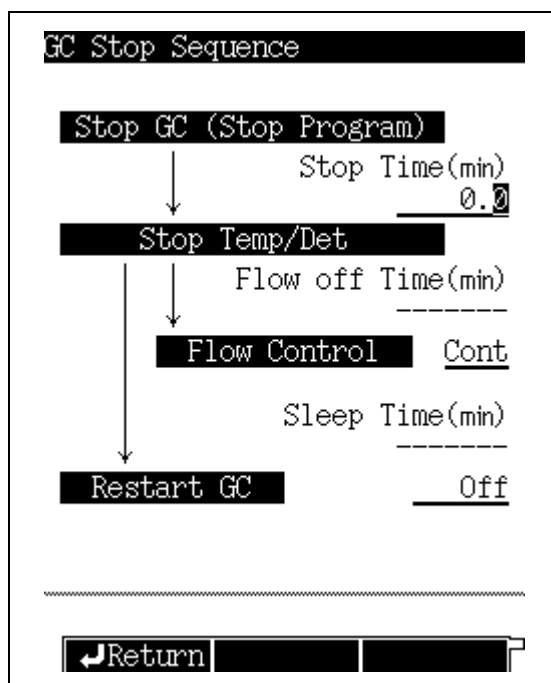 GC Stop Sequence
Stop GC (Stop Program)
Stop Time(min)
0.0
Stop Temp/Det
Flow off Time(min)
-------
Flow Control Cont
Sleep Time(min)
-------
Restart GC Off
↵Return